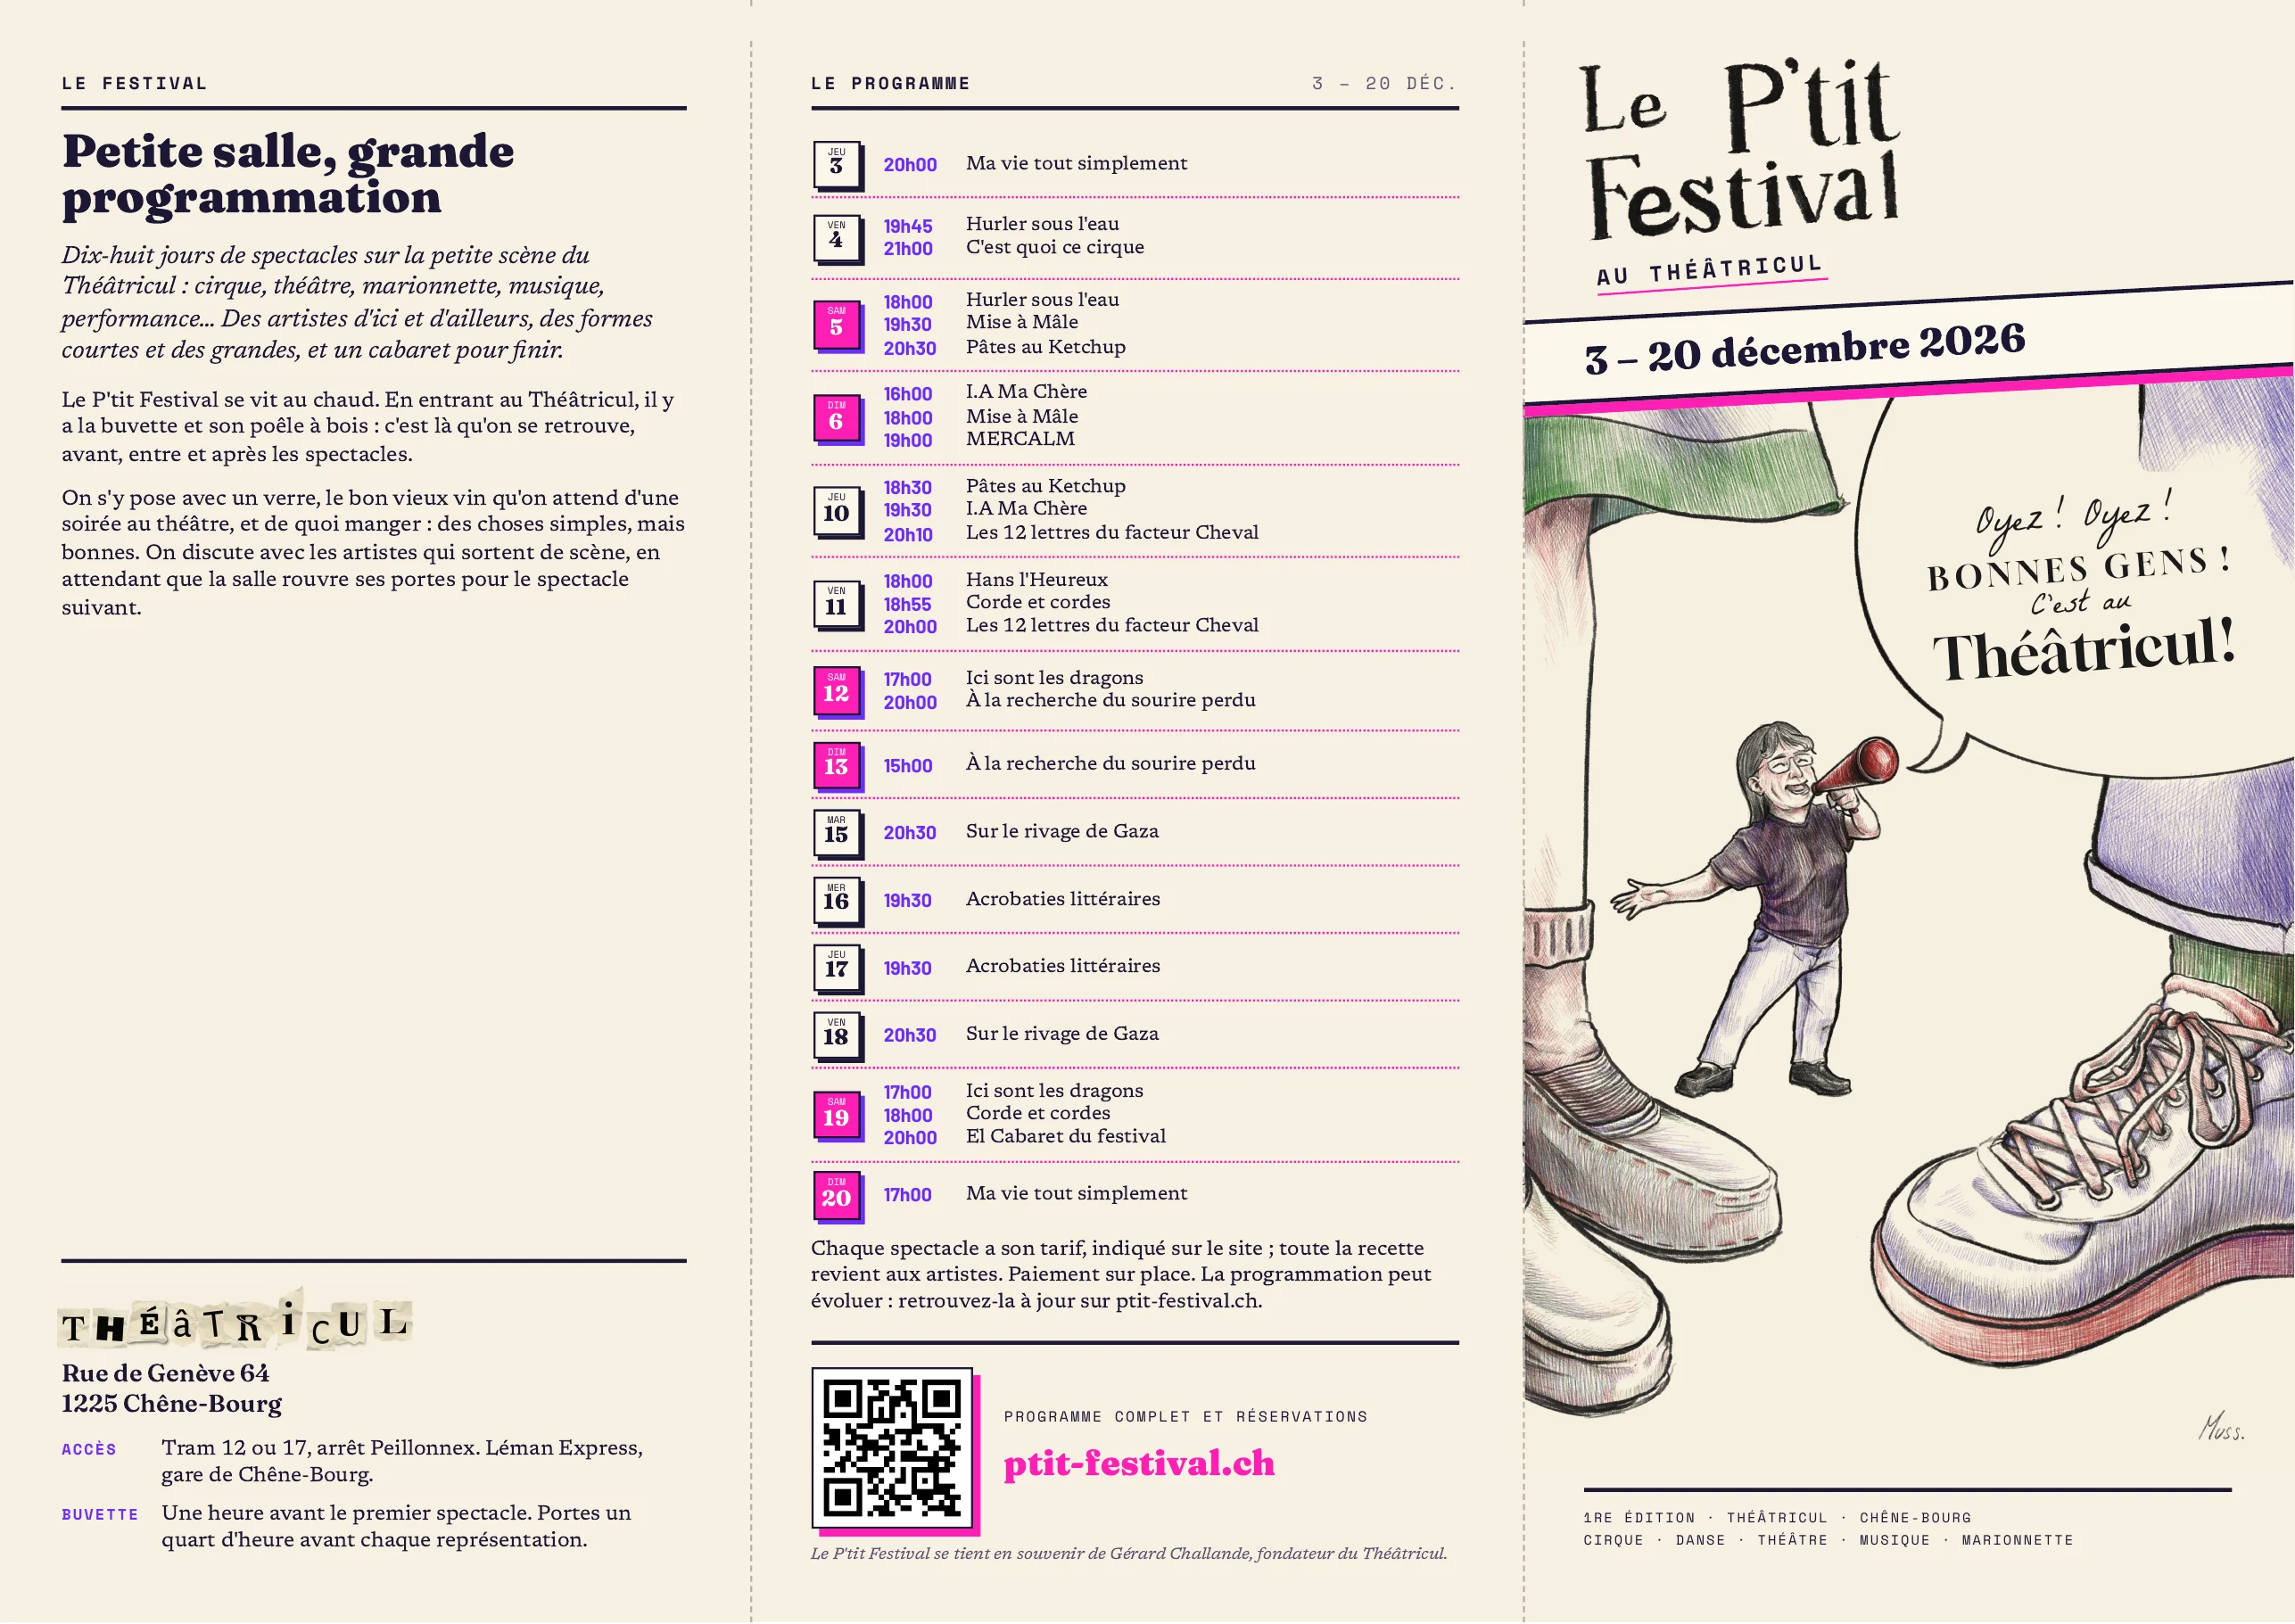 LE FESTIVAL
Petite salle, grande
programmation
Dix-huit jours de spectacles sur la petite scène du
Théâtricul : cirque, théâtre, marionnette, musique,
performance... Des artistes d'ici et d'ailleurs, des formes
courtes et des grandes, et un cabaret pour finir.
Le P'tit Festival se vit au chaud. En entrant au Théâtricul, il y
a la buvette et son poêle à bois : c'est là qu'on se retrouve,
avant, entre et après les spectacles.
On s'y pose avec un verre, le bon vieux vin qu'on attend d'une
soirée au théâtre, et de quoi manger : des choses simples, mais
bonnes. On discute avec les artistes qui sortent de scène, en
attendant que la salle rouvre ses portes pour le spectacle
suivant.
THÉâTRiCUL
Rue de Genève 64
1225 Chêne-Bourg
ACCÈS Tram 12 ou 17, arrêt Peillonnex. Léman Express,
gare de Chêne-Bourg.
BUVETTE Une heure avant le premier spectacle. Portes un
quart d'heure avant chaque représentation.
LE PROGRAMME 3 – 20 DÉC.
JEU
3
20h00 Ma vie tout simplement
VEN
4
19h45 Hurler sous l'eau
21h00 C'est quoi ce cirque
SAM
5
18h00 Hurler sous l'eau
19h30 Mise à Mâle
20h30 Pâtes au Ketchup
DIM
6
16h00 I.A Ma Chère
18h00 Mise à Mâle
19h00 MERCALM
JEU
10
18h30 Pâtes au Ketchup
19h30 I.A Ma Chère
20h10 Les 12 lettres du facteur Cheval
VEN
11
18h00 Hans l'Heureux
18h55 Corde et cordes
20h00 Les 12 lettres du facteur Cheval
SAM
12
17h00 Ici sont les dragons
20h00 À la recherche du sourire perdu
DIM
13
15h00 À la recherche du sourire perdu
MAR
15
20h30 Sur le rivage de Gaza
MER
16
19h30 Acrobaties littéraires
JEU
17
19h30 Acrobaties littéraires
VEN
18
20h30 Sur le rivage de Gaza
SAM
19
17h00 Ici sont les dragons
18h00 Corde et cordes
20h00 El Cabaret du festival
DIM
20
17h00 Ma vie tout simplement
Chaque spectacle a son tarif, indiqué sur le site ; toute la recette
revient aux artistes. Paiement sur place. La programmation peut
évoluer : retrouvez-la à jour sur ptit-festival.ch.
PROGRAMME COMPLET ET RÉSERVATIONS
ptit-festival.ch
Le P'tit Festival se tient en souvenir de Gérard Challande, fondateur du Théâtricul.
Le P'tit
Festival
AU THÉÂTRICUL
3 – 20 décembre 2026
Oyez ! Oyez !
BONNES GENS !
C'est au
Théâtricul!
Muss.
1RE ÉDITION · THÉÂTRICUL · CHÊNE-BOURG
CIRQUE · DANSE · THÉÂTRE · MUSIQUE · MARIONNETTE